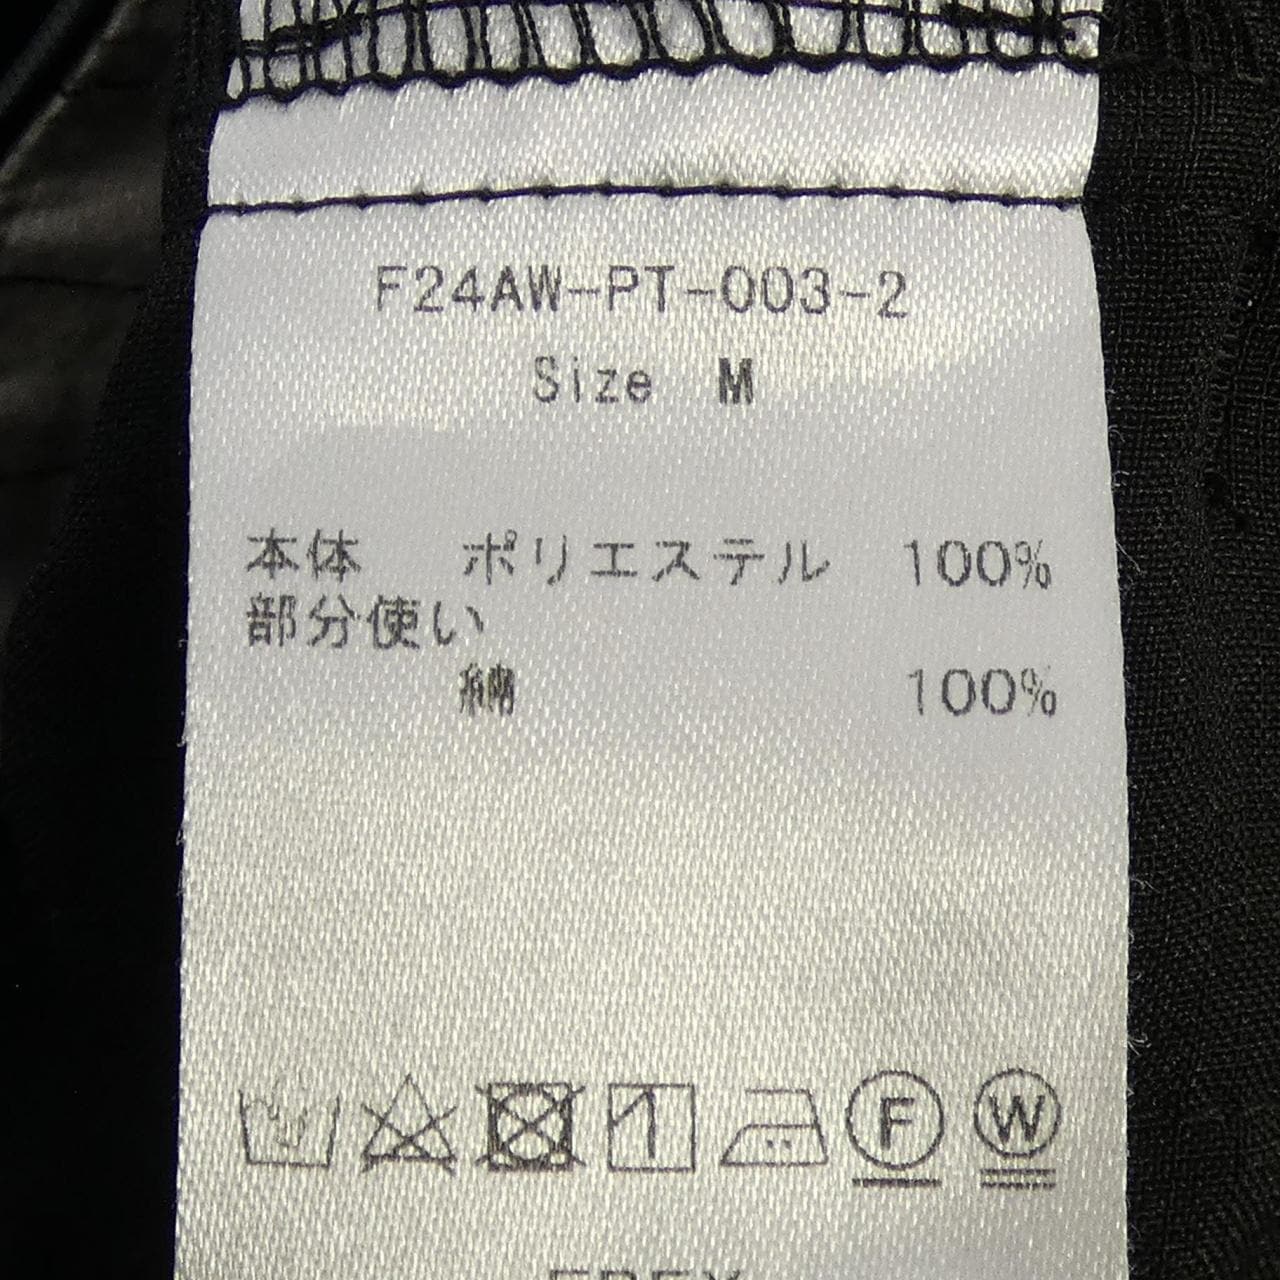 F24AW-PT-003-2
Size M
本体 ポリエステル 100%
部分使い
綿 100%
F
W